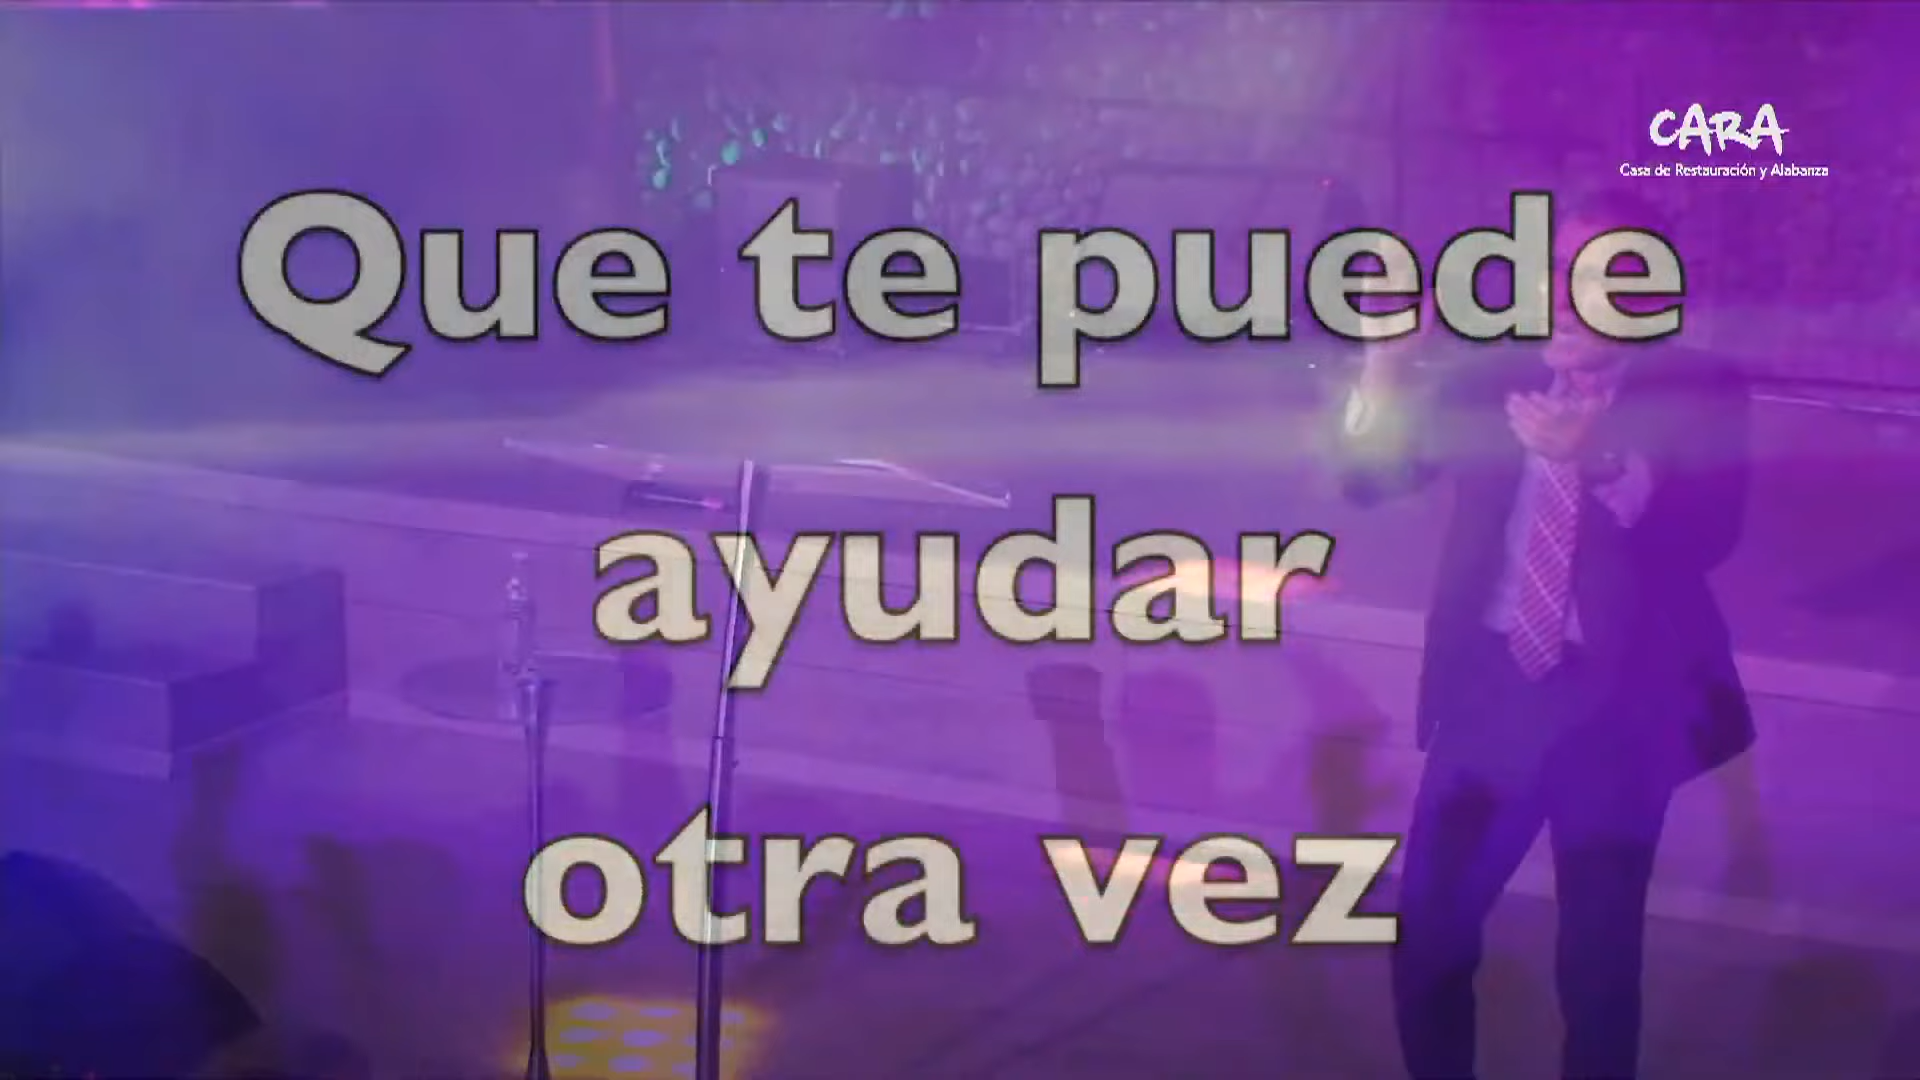 CARA
Casa de Restauración y Alabanza
Que te puede
ayudar
otra vez